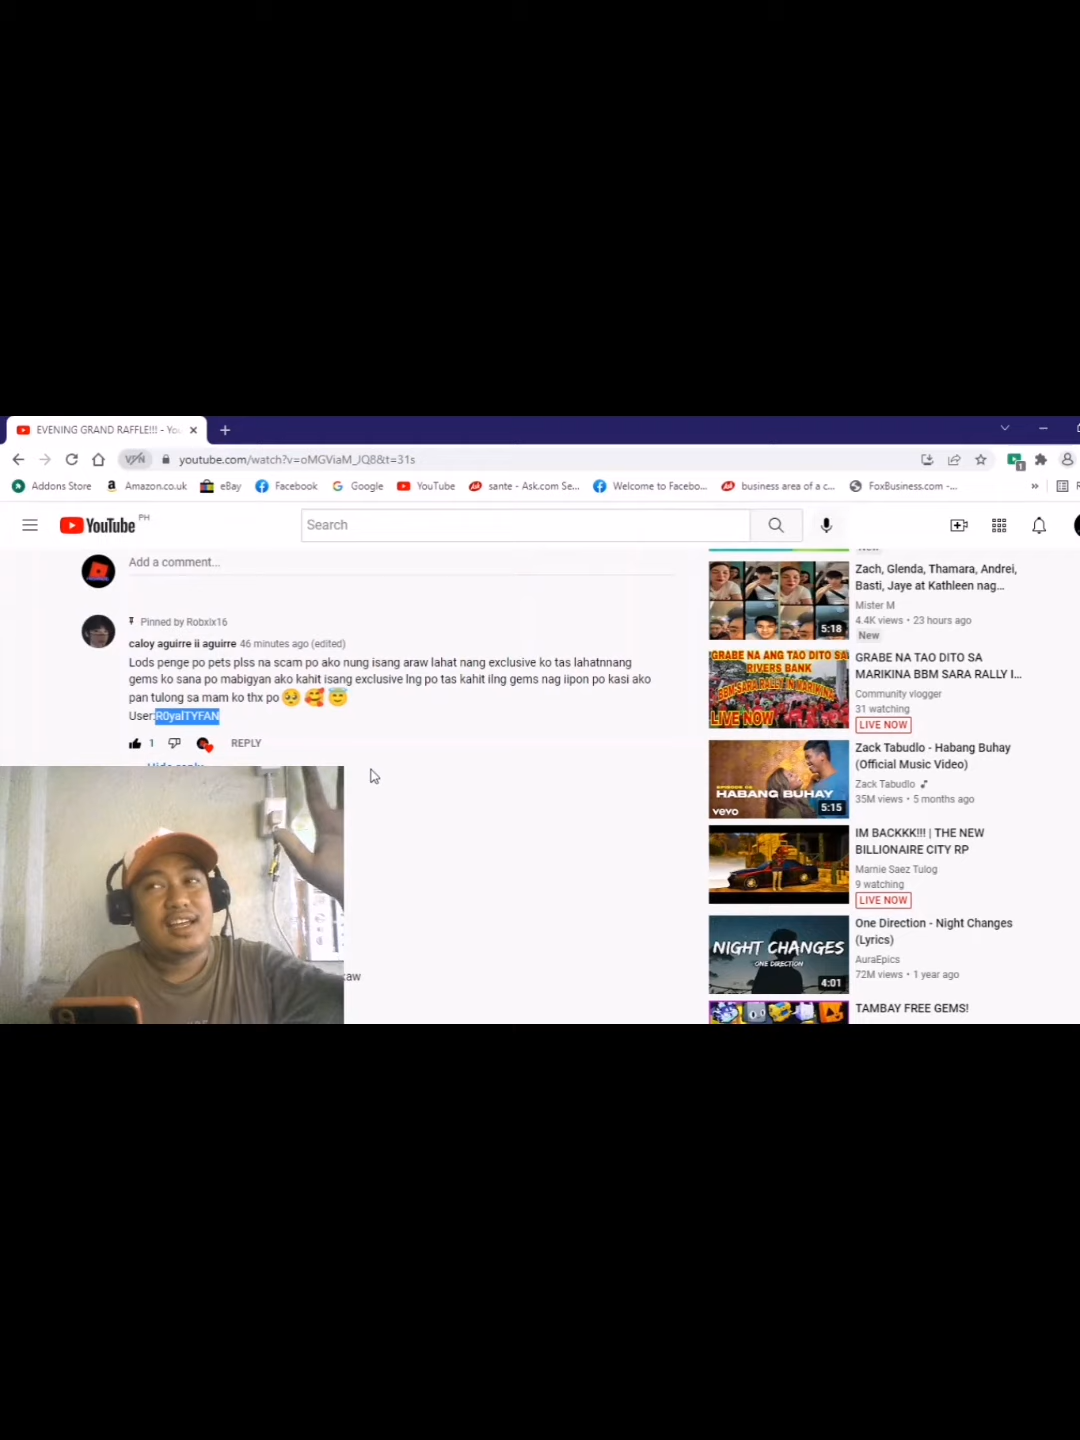 EVENING GRAND RAFFLE!!! - You
VPN
youtube.com/watch?v=oMGViaM_JQ8&t=31s
1
Addons Store
Amazon.co.uk
eBay
Facebook
Google
YouTube
sante - Ask.com Se...
Welcome to Facebo...
business area of a c...
FoxBusiness.com -...
»
YouTube PH
Search
Add a comment...
Pinned by Robxlx16
caloy aguirre ii aguirre 46 minutes ago (edited)
Lods penge po pets plss na scam po ako nung isang araw lahat nang exclusive ko tas lahatnnang
gems ko sana po mabigyan ako kahit isang exclusive lng po tas kahit ilng gems nag iipon po kasi ako
pan tulong sa mam ko thx po 🥺 🥰 😇
User:R0yalTYFAN
1
REPLY
Hide reply
aw
New
Zach, Glenda, Thamara, Andrei,
Basti, Jaye at Kathleen nag...
Mister M
4.4K views • 23 hours ago
New
5:18
GRABE NA ANG TAO DITO SA
RIVERS BANK
BBM-SARA RALLY IN MARIKINA
LIVE NOW
GRABE NA TAO DITO SA
MARIKINA BBM SARA RALLY I...
Community vlogger
31 watching
LIVE NOW
HABANG BUHAY
vevo
5:15
Zack Tabudlo - Habang Buhay
(Official Music Video)
Zack Tabudlo
35M views • 5 months ago
IM BACKKK!!! | THE NEW
BILLIONAIRE CITY RP
Marnie Saez Tulog
9 watching
LIVE NOW
NIGHT CHANGES
ONE DIRECTION
4:01
One Direction - Night Changes
(Lyrics)
AuraEpics
72M views • 1 year ago
TAMBAY FREE GEMS!